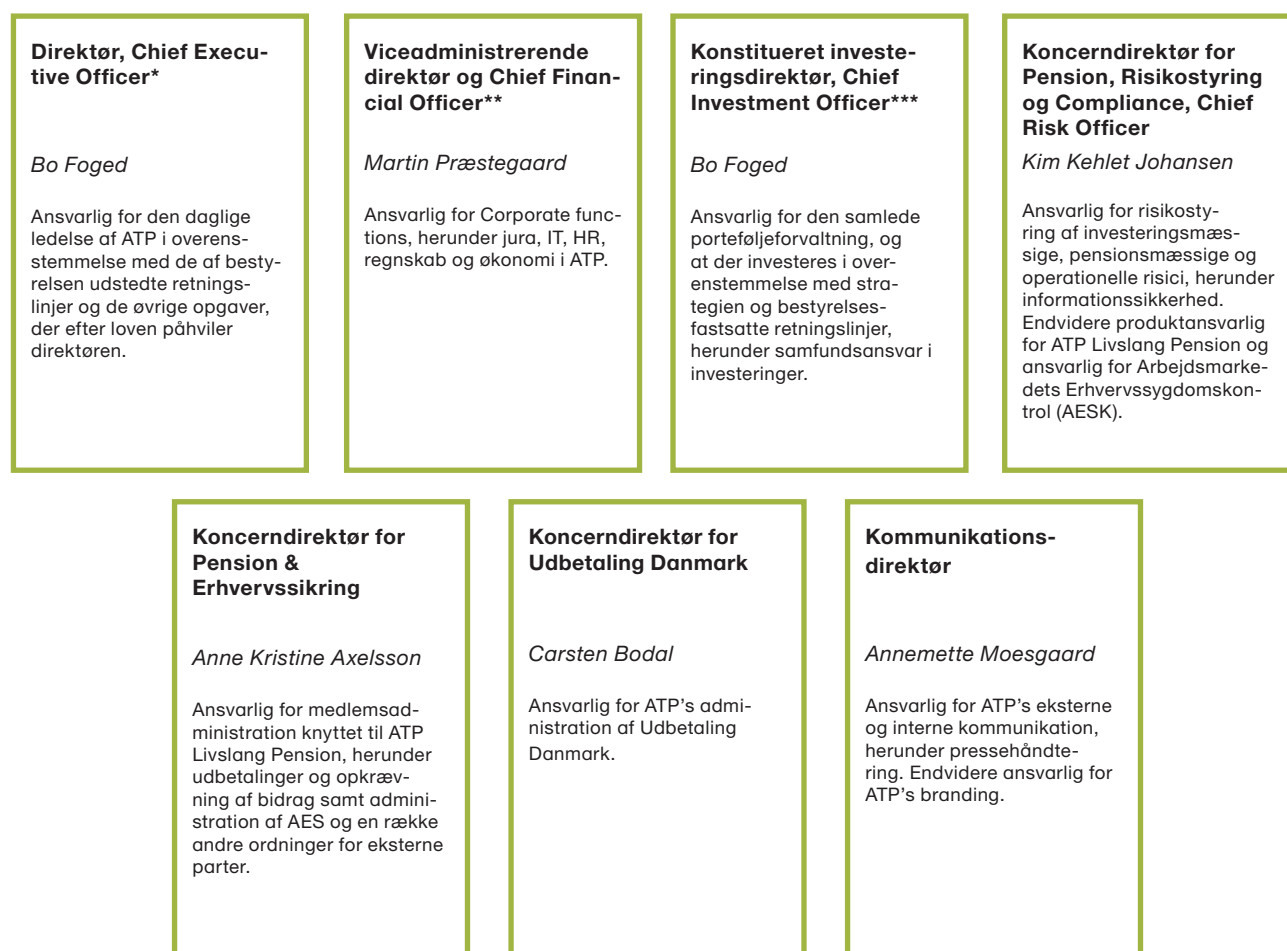 Direktør, Chief Execu-
tive Officer*
Bo Foged
Ansvarlig for den daglige
ledelse af ATP i overens-
stemmelse med de af besty-
relsen udstedte retnings-
linjer og de øvrige opgaver,
der efter loven påhviler
direktøren.
Viceadministrerende
direktør og Chief Finan-
cial Officer**
Martin Præstegaard
Ansvarlig for Corporate func-
tions, herunder jura, IT, HR,
regnskab og økonomi i ATP.
Konstitueret investe-
ringsdirektør, Chief
Investment Officer***
Bo Foged
Ansvarlig for den samlede
porteføljeforvaltning, og
at der investeres i over-
enstemmelse med stra-
tegien og bestyrelses-
fastsatte retningslinjer,
herunder samfundsansvar i
investeringer.
Koncerndirektør for
Pension, Risikostyring
og Compliance, Chief
Risk Officer
Kim Kehlet Johansen
Ansvarlig for risikosty-
ring af investeringsmæs-
sige, pensionsmæssige og
operationelle risici, herunder
informationssikkerhed.
Endvidere produktansvarlig
for ATP Livslang Pension og
ansvarlig for Arbejdsmarke-
dets Erhvervssygdomskon-
trol (AESK).
Koncerndirektør for
Pension &
Erhvervssikring
Anne Kristine Axelsson
Ansvarlig for medlemsad-
ministration knyttet til ATP
Livslang Pension, herunder
udbetalinger og opkræv-
ning af bidrag samt admini-
stration af AES og en række
andre ordninger for eksterne
parter.
Koncerndirektør for
Udbetaling Danmark
Carsten Bodal
Ansvarlig for ATP's admi-
nistration af Udbetaling
Danmark.
Kommunikations-
direktør
Annemette Moesgaard
Ansvarlig for ATP's eksterne
og interne kommunikation,
herunder pressehåndte-
ring. Endvidere ansvarlig for
ATP's branding.